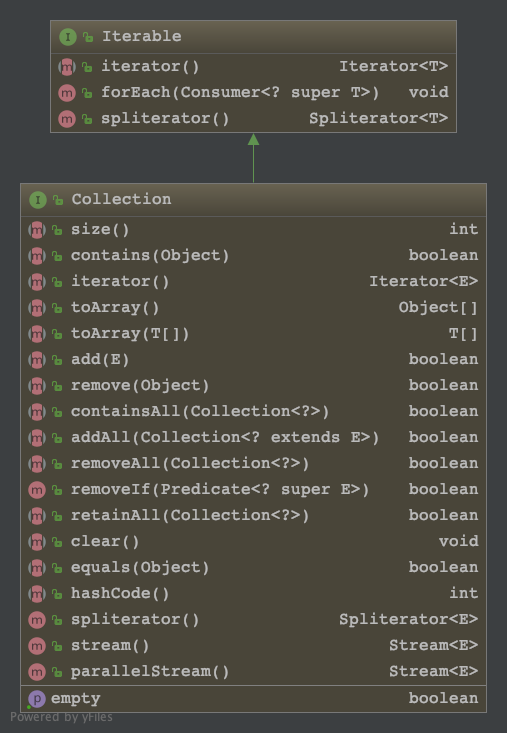 Iterable
iterator() Iterator<T>
forEach(Consumer<? super T>) void
spliterator() Spliterator<T>
Collection
size() int
contains(Object) boolean
iterator() Iterator<E>
toArray() Object[]
toArray(T[]) T[]
add(E) boolean
remove(Object) boolean
containsAll(Collection<?>) boolean
addAll(Collection<? extends E>) boolean
removeAll(Collection<?>) boolean
removeIf(Predicate<? super E>) boolean
retainAll(Collection<?>) boolean
clear() void
equals(Object) boolean
hashCode() int
spliterator() Spliterator<E>
stream() Stream<E>
parallelStream() Stream<E>
empty boolean
Powered by yFiles